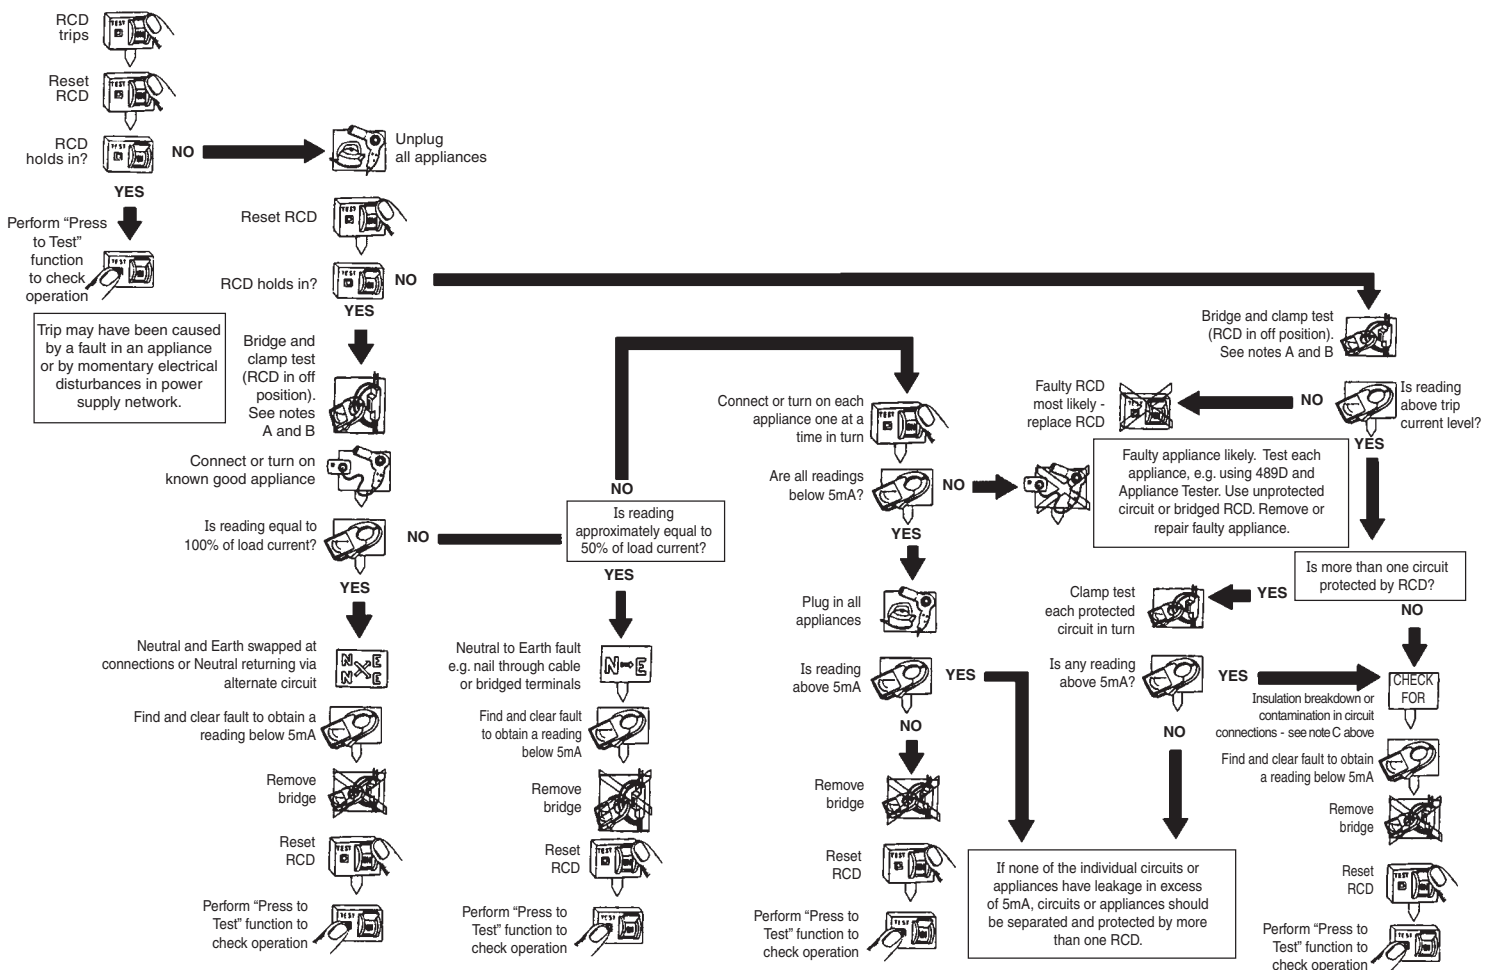 RCD
trips
Reset
RCD
RCD
holds in?
NO
YES
Perform “Press
to Test”
function
to check
operation
Trip may have been caused
by a fault in an appliance
or by momentary electrical
disturbances in power
supply network.
Unplug
all appliances
Reset RCD
RCD holds in?
NO
YES
Bridge and
clamp test
(RCD in off
position).
See notes
A and B
Connect or turn on
known good appliance
Is reading equal to
100% of load current?
NO
YES
Neutral and Earth swapped at
connections or Neutral returning via
alternate circuit
N E
N E
Find and clear fault to obtain a
reading below 5mA
Remove
bridge
Reset
RCD
Perform “Press to
Test” function to
check operation
NO
Is reading
approximately equal to
50% of load current?
YES
Neutral to Earth fault
e.g. nail through cable
or bridged terminals
N E
Find and clear fault
to obtain a reading
below 5mA
Remove
bridge
Reset
RCD
Perform “Press to
Test” function to
check operation
Connect or turn on each
appliance one at a
time in turn
Are all readings
below 5mA?
NO
YES
Plug in all
appliances
Is reading
above 5mA
YES
NO
Remove
bridge
Reset
RCD
Perform “Press to
Test” function to
check operation
Bridge and clamp test
(RCD in off position).
See notes A and B
Is reading
above trip
current level?
NO
YES
Faulty RCD
most likely -
replace RCD
Faulty appliance likely. Test each
appliance, e.g. using 489D and
Appliance Tester. Use unprotected
circuit or bridged RCD. Remove or
repair faulty appliance.
Is more than one circuit
protected by RCD?
YES
NO
Clamp test
each protected
circuit in turn
Is any reading
above 5mA?
YES
NO
CHECK
FOR
Insulation breakdown or
contamination in circuit
connections - see note C above
Find and clear fault to obtain
a reading below 5mA
Remove
bridge
Reset
RCD
Perform “Press to
Test” function to
check operation
If none of the individual circuits or
appliances have leakage in excess
of 5mA, circuits or appliances should
be separated and protected by more
than one RCD.